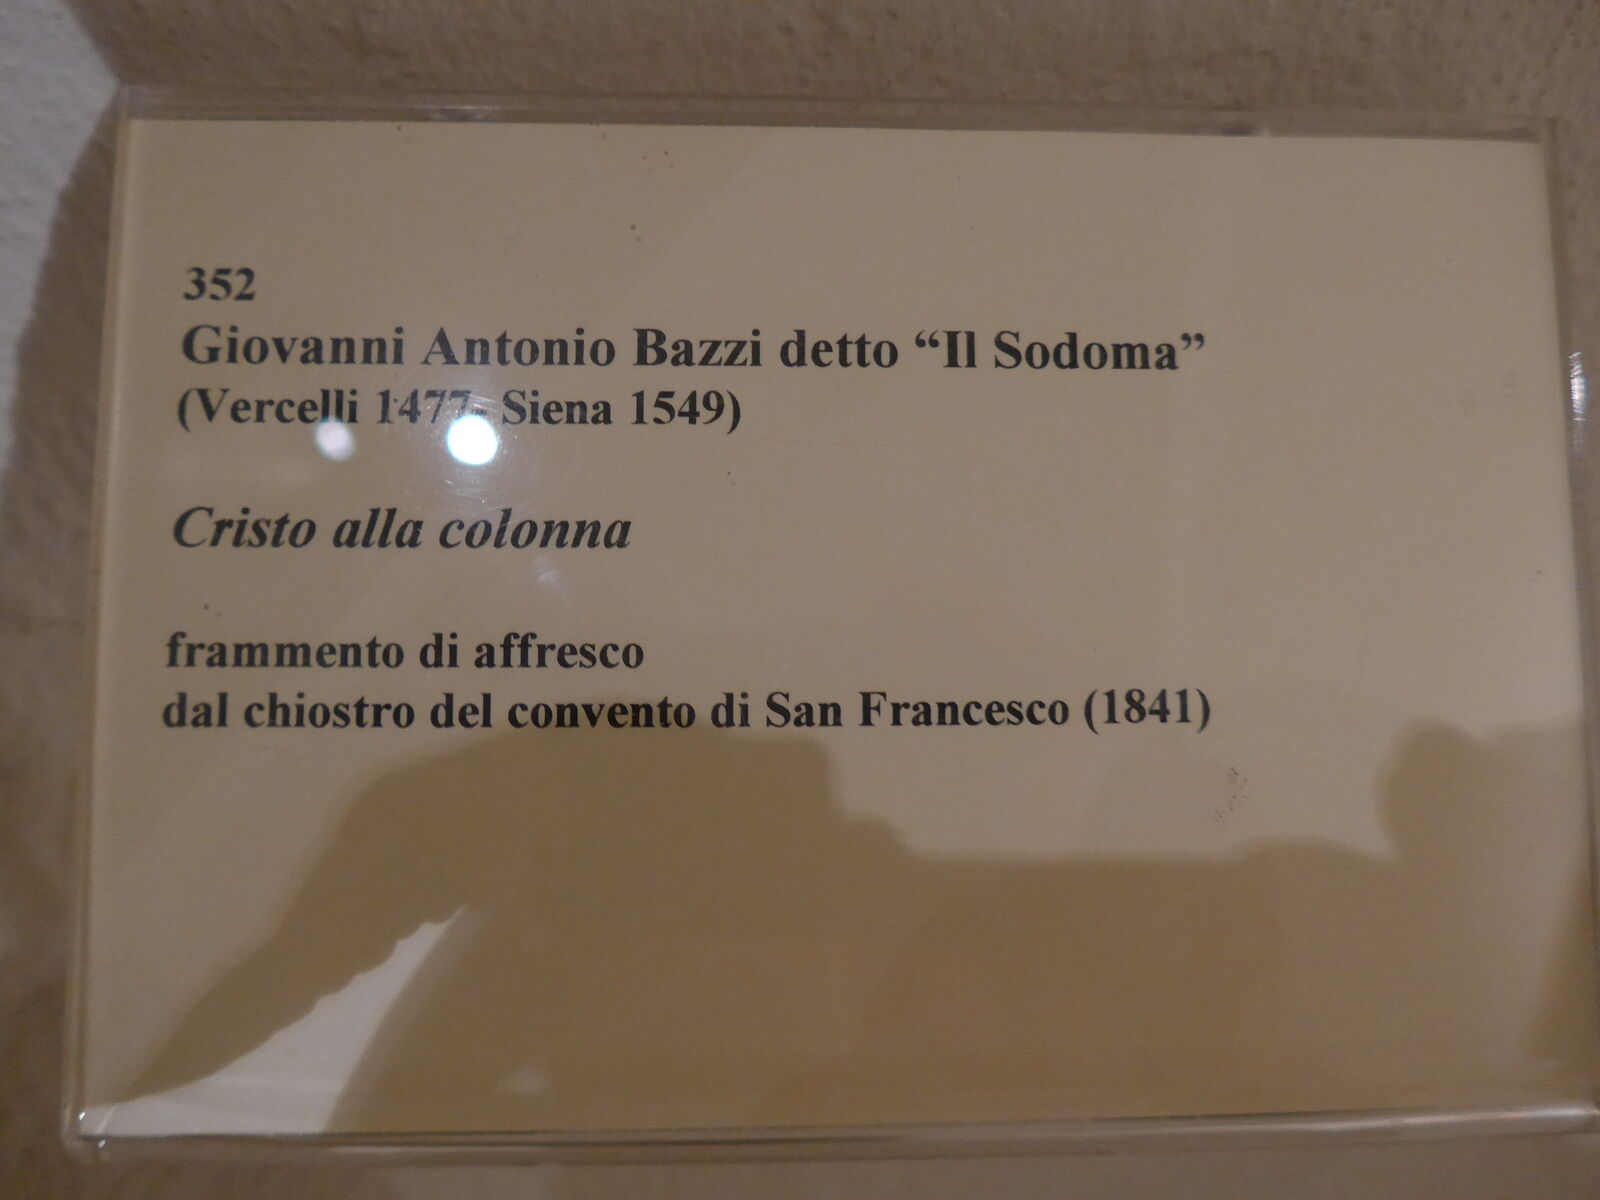 352
Giovanni Antonio Bazzi detto “Il Sodoma”
(Vercelli 1477- Siena 1549)
Cristo alla colonna
frammento di affresco
dal chiostro del convento di San Francesco (1841)